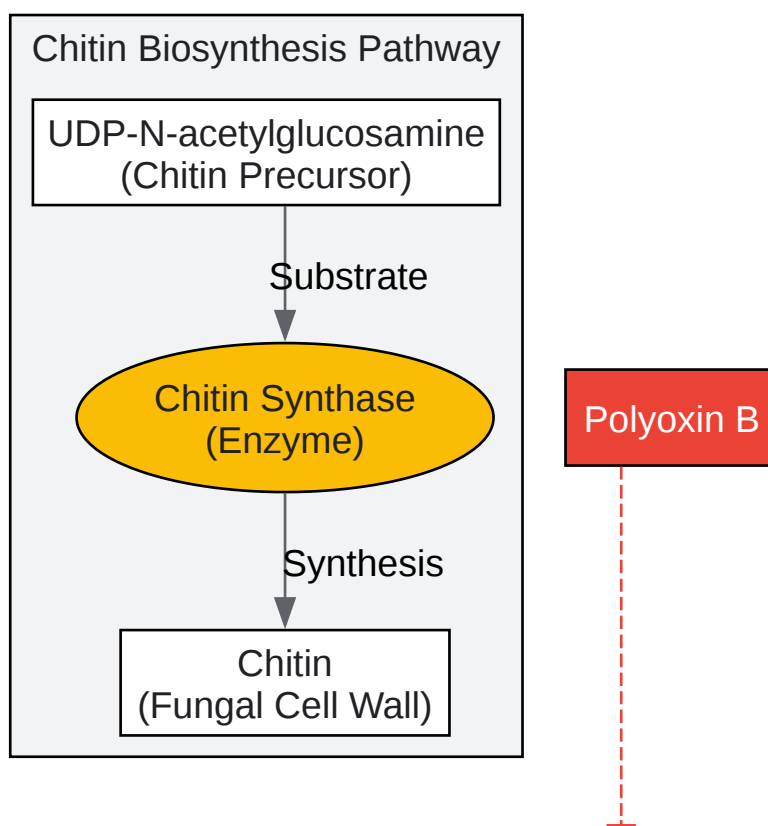 Chitin Biosynthesis Pathway
UDP-N-acetylglucosamine
(Chitin Precursor)
Substrate
Chitin Synthase
(Enzyme)
Polyoxin B
Synthesis
Chitin
(Fungal Cell Wall)